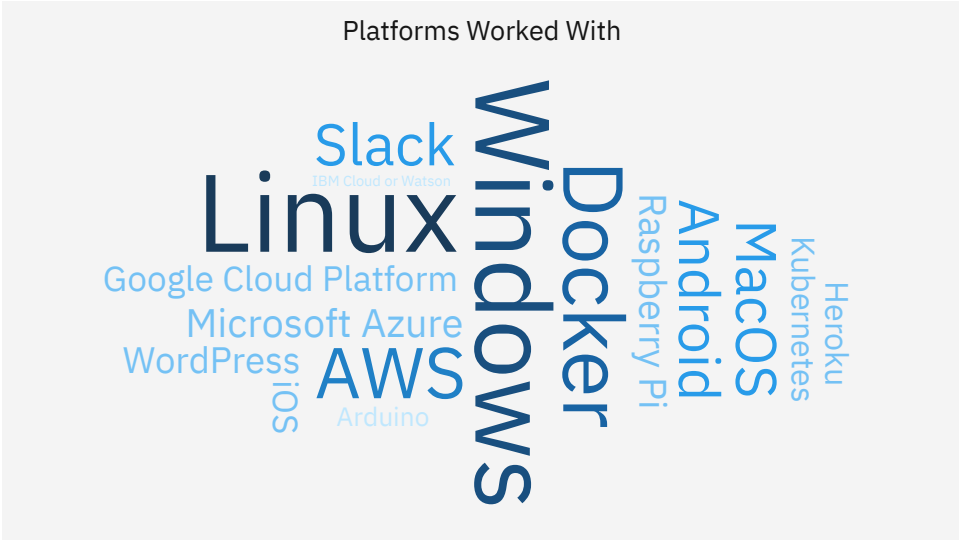 Platforms Worked With
Slack
IBM Cloud or Watson
Linux
Google Cloud Platform
Microsoft Azure
WordPress
AWS
iOS
Arduino
Windows
Docker
Raspberry Pi
Android
MacOS
Kubernetes
Heroku